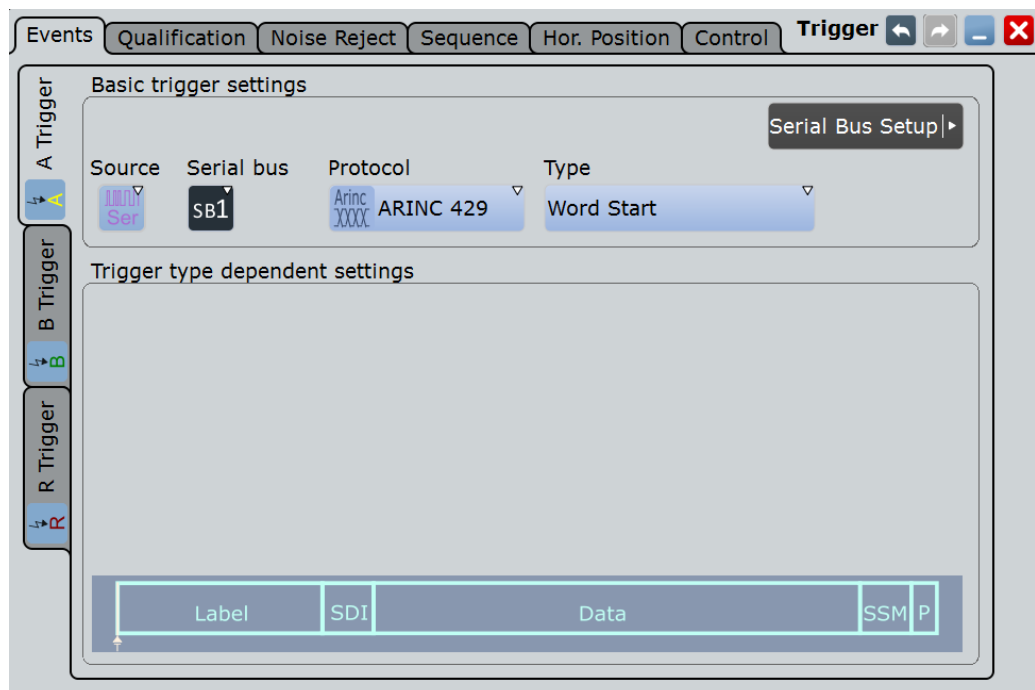 Events Qualification Noise Reject Sequence Hor. Position Control Trigger
A Trigger
A
B Trigger
B
R Trigger
R
Basic trigger settings
Serial Bus Setup
Source Serial bus Protocol Type
Ser SB1 Arinc XXXX ARINC 429 Word Start
Trigger type dependent settings
Label SDI Data SSM P